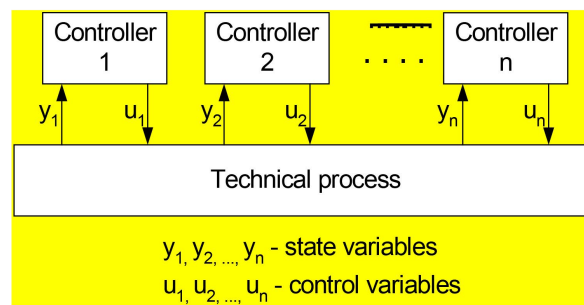 Controller
1
Controller
2
. . . .
Controller
n
y₁
u₁
y₂
u₂
yₙ
uₙ
Technical process
y₁, y₂, ..., yₙ - state variables
u₁, u₂, ..., uₙ - control variables